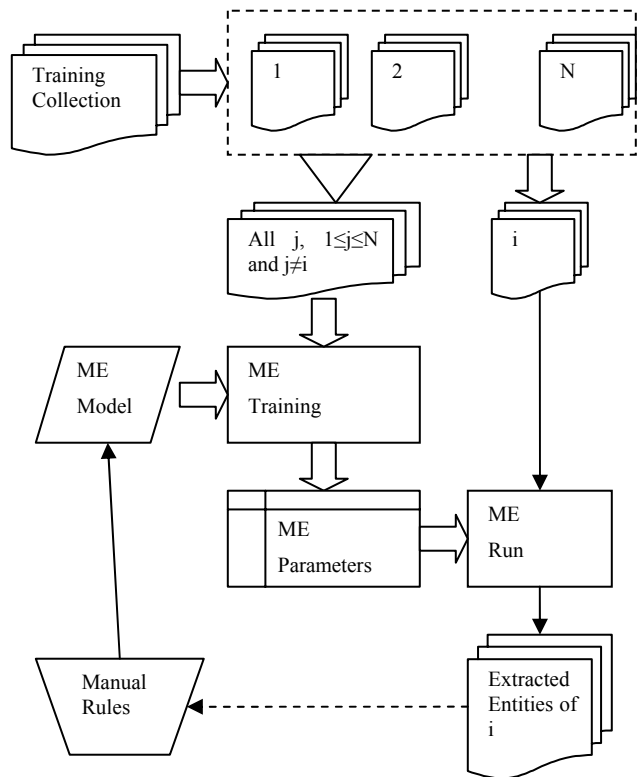 Training
Collection
1
2
N
All j, 1≤j≤N
and j≠i
i
ME
Model
ME
Training
ME
Parameters
ME
Run
Manual
Rules
Extracted
Entities of
i